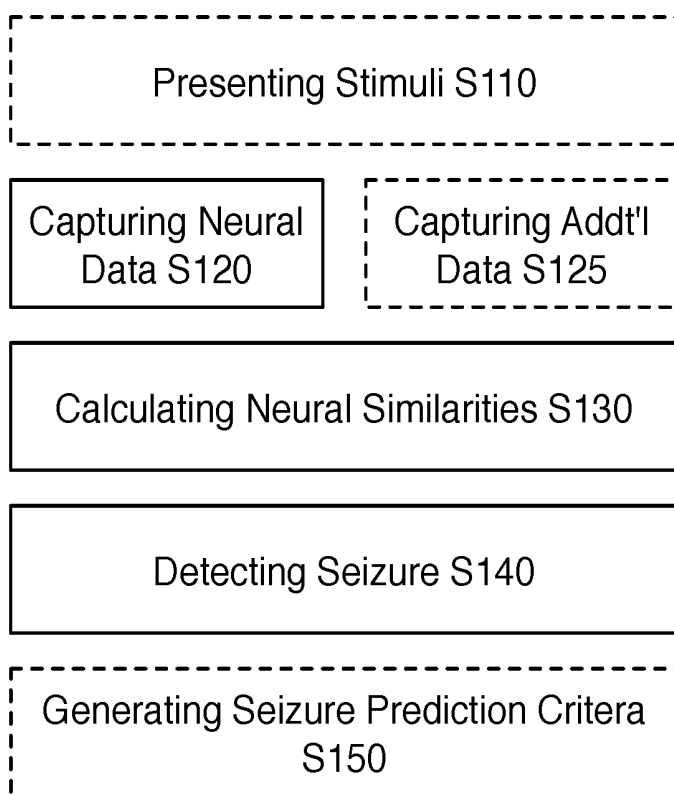 Presenting Stimuli S110
Capturing Neural
Data S120
Capturing Addt'l
Data S125
Calculating Neural Similarities S130
Detecting Seizure S140
Generating Seizure Prediction Critera
S150